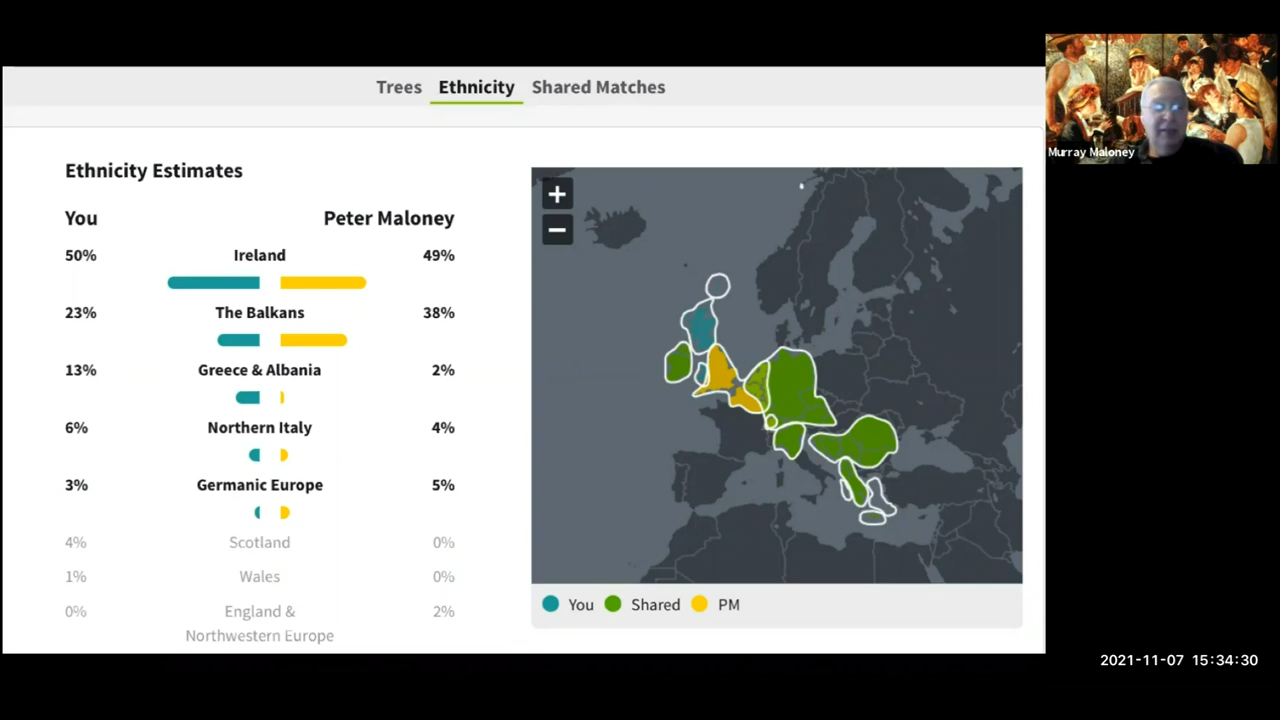 Trees Ethnicity Shared Matches
Murray Maloney
Ethnicity Estimates
You Peter Maloney
50% Ireland 49%
23% The Balkans 38%
13% Greece & Albania 2%
6% Northern Italy 4%
3% Germanic Europe 5%
4% Scotland 0%
1% Wales 0%
0% England & 2%
Northwestern Europe
+
−
You Shared PM
2021-11-07 15:34:30